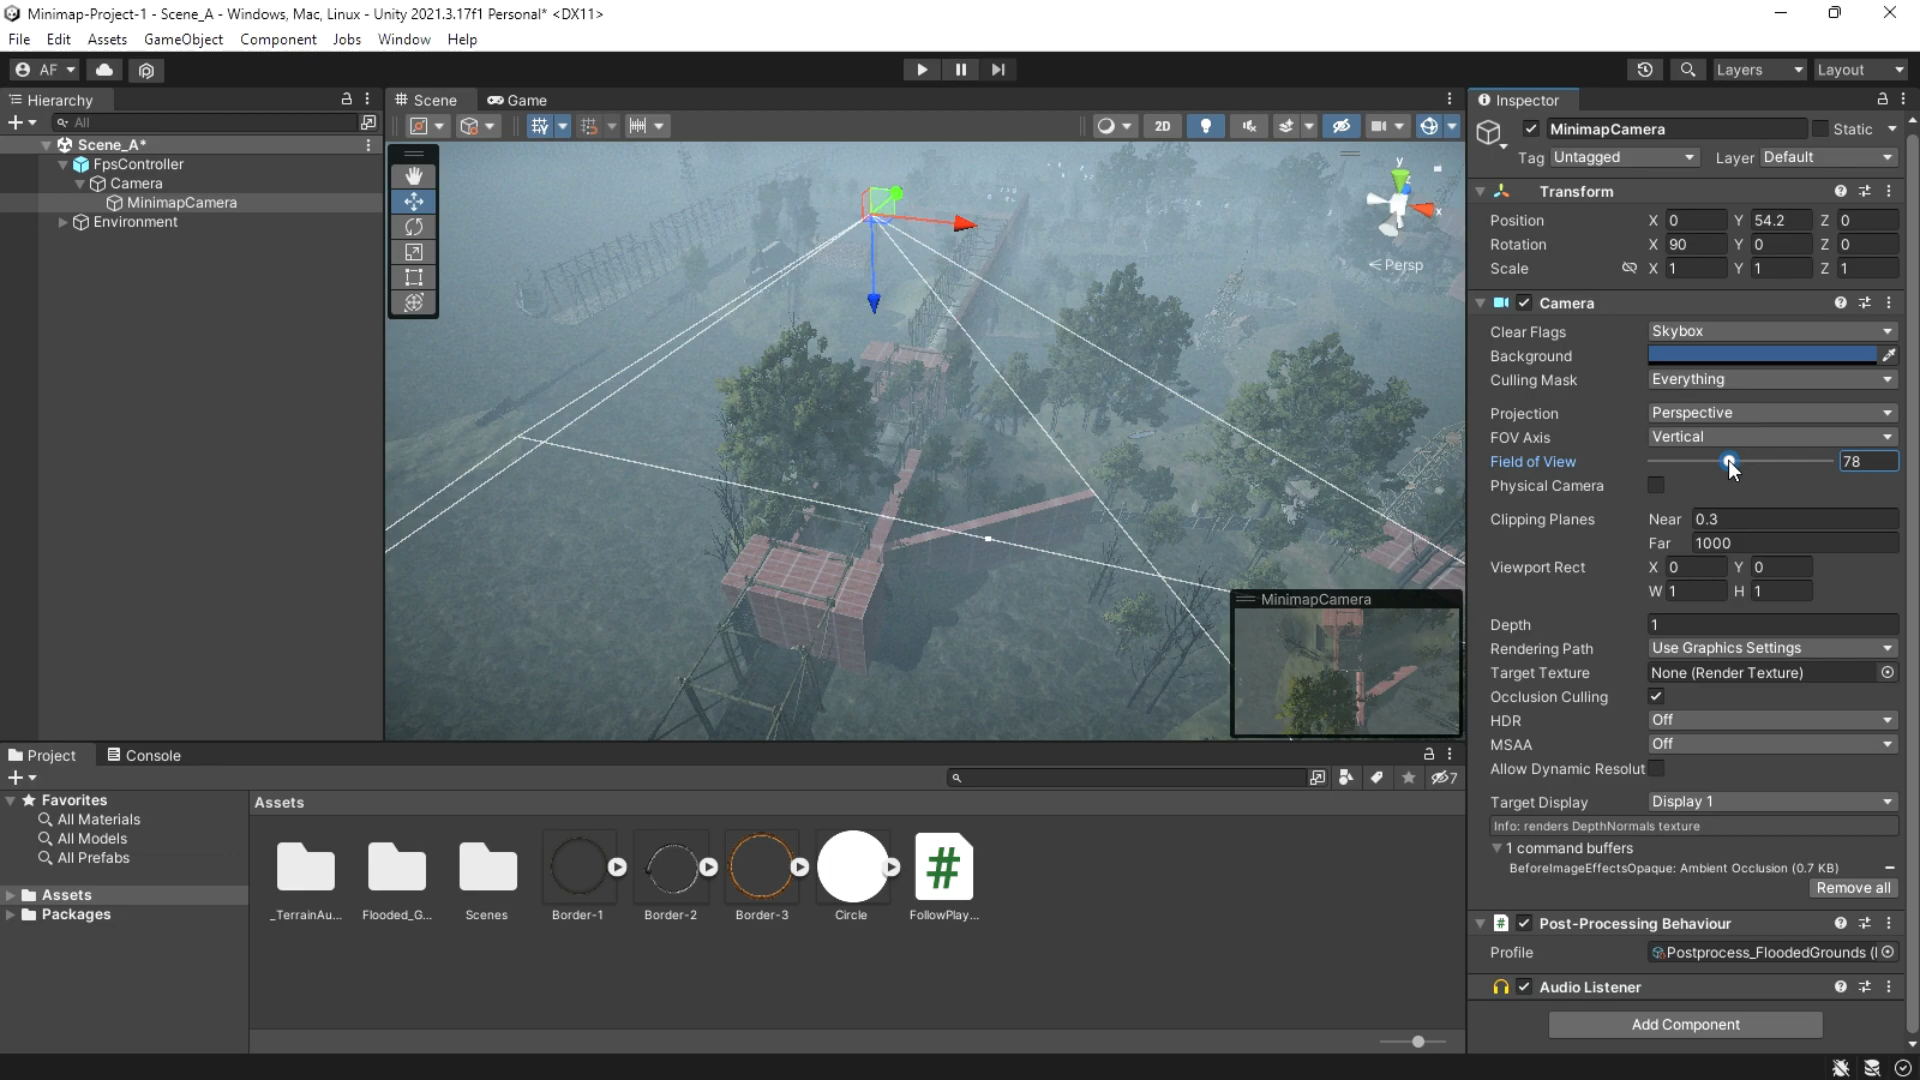 Minimap-Project-1 - Scene_A - Windows, Mac, Linux - Unity 2021.3.17f1 Personal* <DX11>
File Edit Assets GameObject Component Jobs Window Help
AF Layers Layout
Hierarchy
All
Scene_A*
FpsController
Camera
MinimapCamera
Environment
Scene Game
2D
y
x
Persp
MinimapCamera
Inspector
MinimapCamera Static
Tag Untagged Layer Default
Transform
Position X 0 Y 54.2 Z 0
Rotation X 90 Y 0 Z 0
Scale X 1 Y 1 Z 1
Camera
Clear Flags Skybox
Background
Culling Mask Everything
Projection Perspective
FOV Axis Vertical
Field of View 78
Physical Camera
Clipping Planes Near 0.3
Far 1000
Viewport Rect X 0 Y 0
W 1 H 1
Depth 1
Rendering Path Use Graphics Settings
Target Texture None (Render Texture)
Occlusion Culling
HDR Off
MSAA Off
Allow Dynamic Resolut
Target Display Display 1
Info: renders DepthNormals texture
1 command buffers
BeforeImageEffectsOpaque: Ambient Occlusion (0.7 KB)
Remove all
Post-Processing Behaviour
Profile Postprocess_FloodedGrounds (
Audio Listener
Add Component
Project Console
7
Favorites
All Materials
All Models
All Prefabs
Assets
Packages
Assets
_TerrainAu... Flooded_G... Scenes Border-1 Border-2 Border-3 Circle FollowPlay...